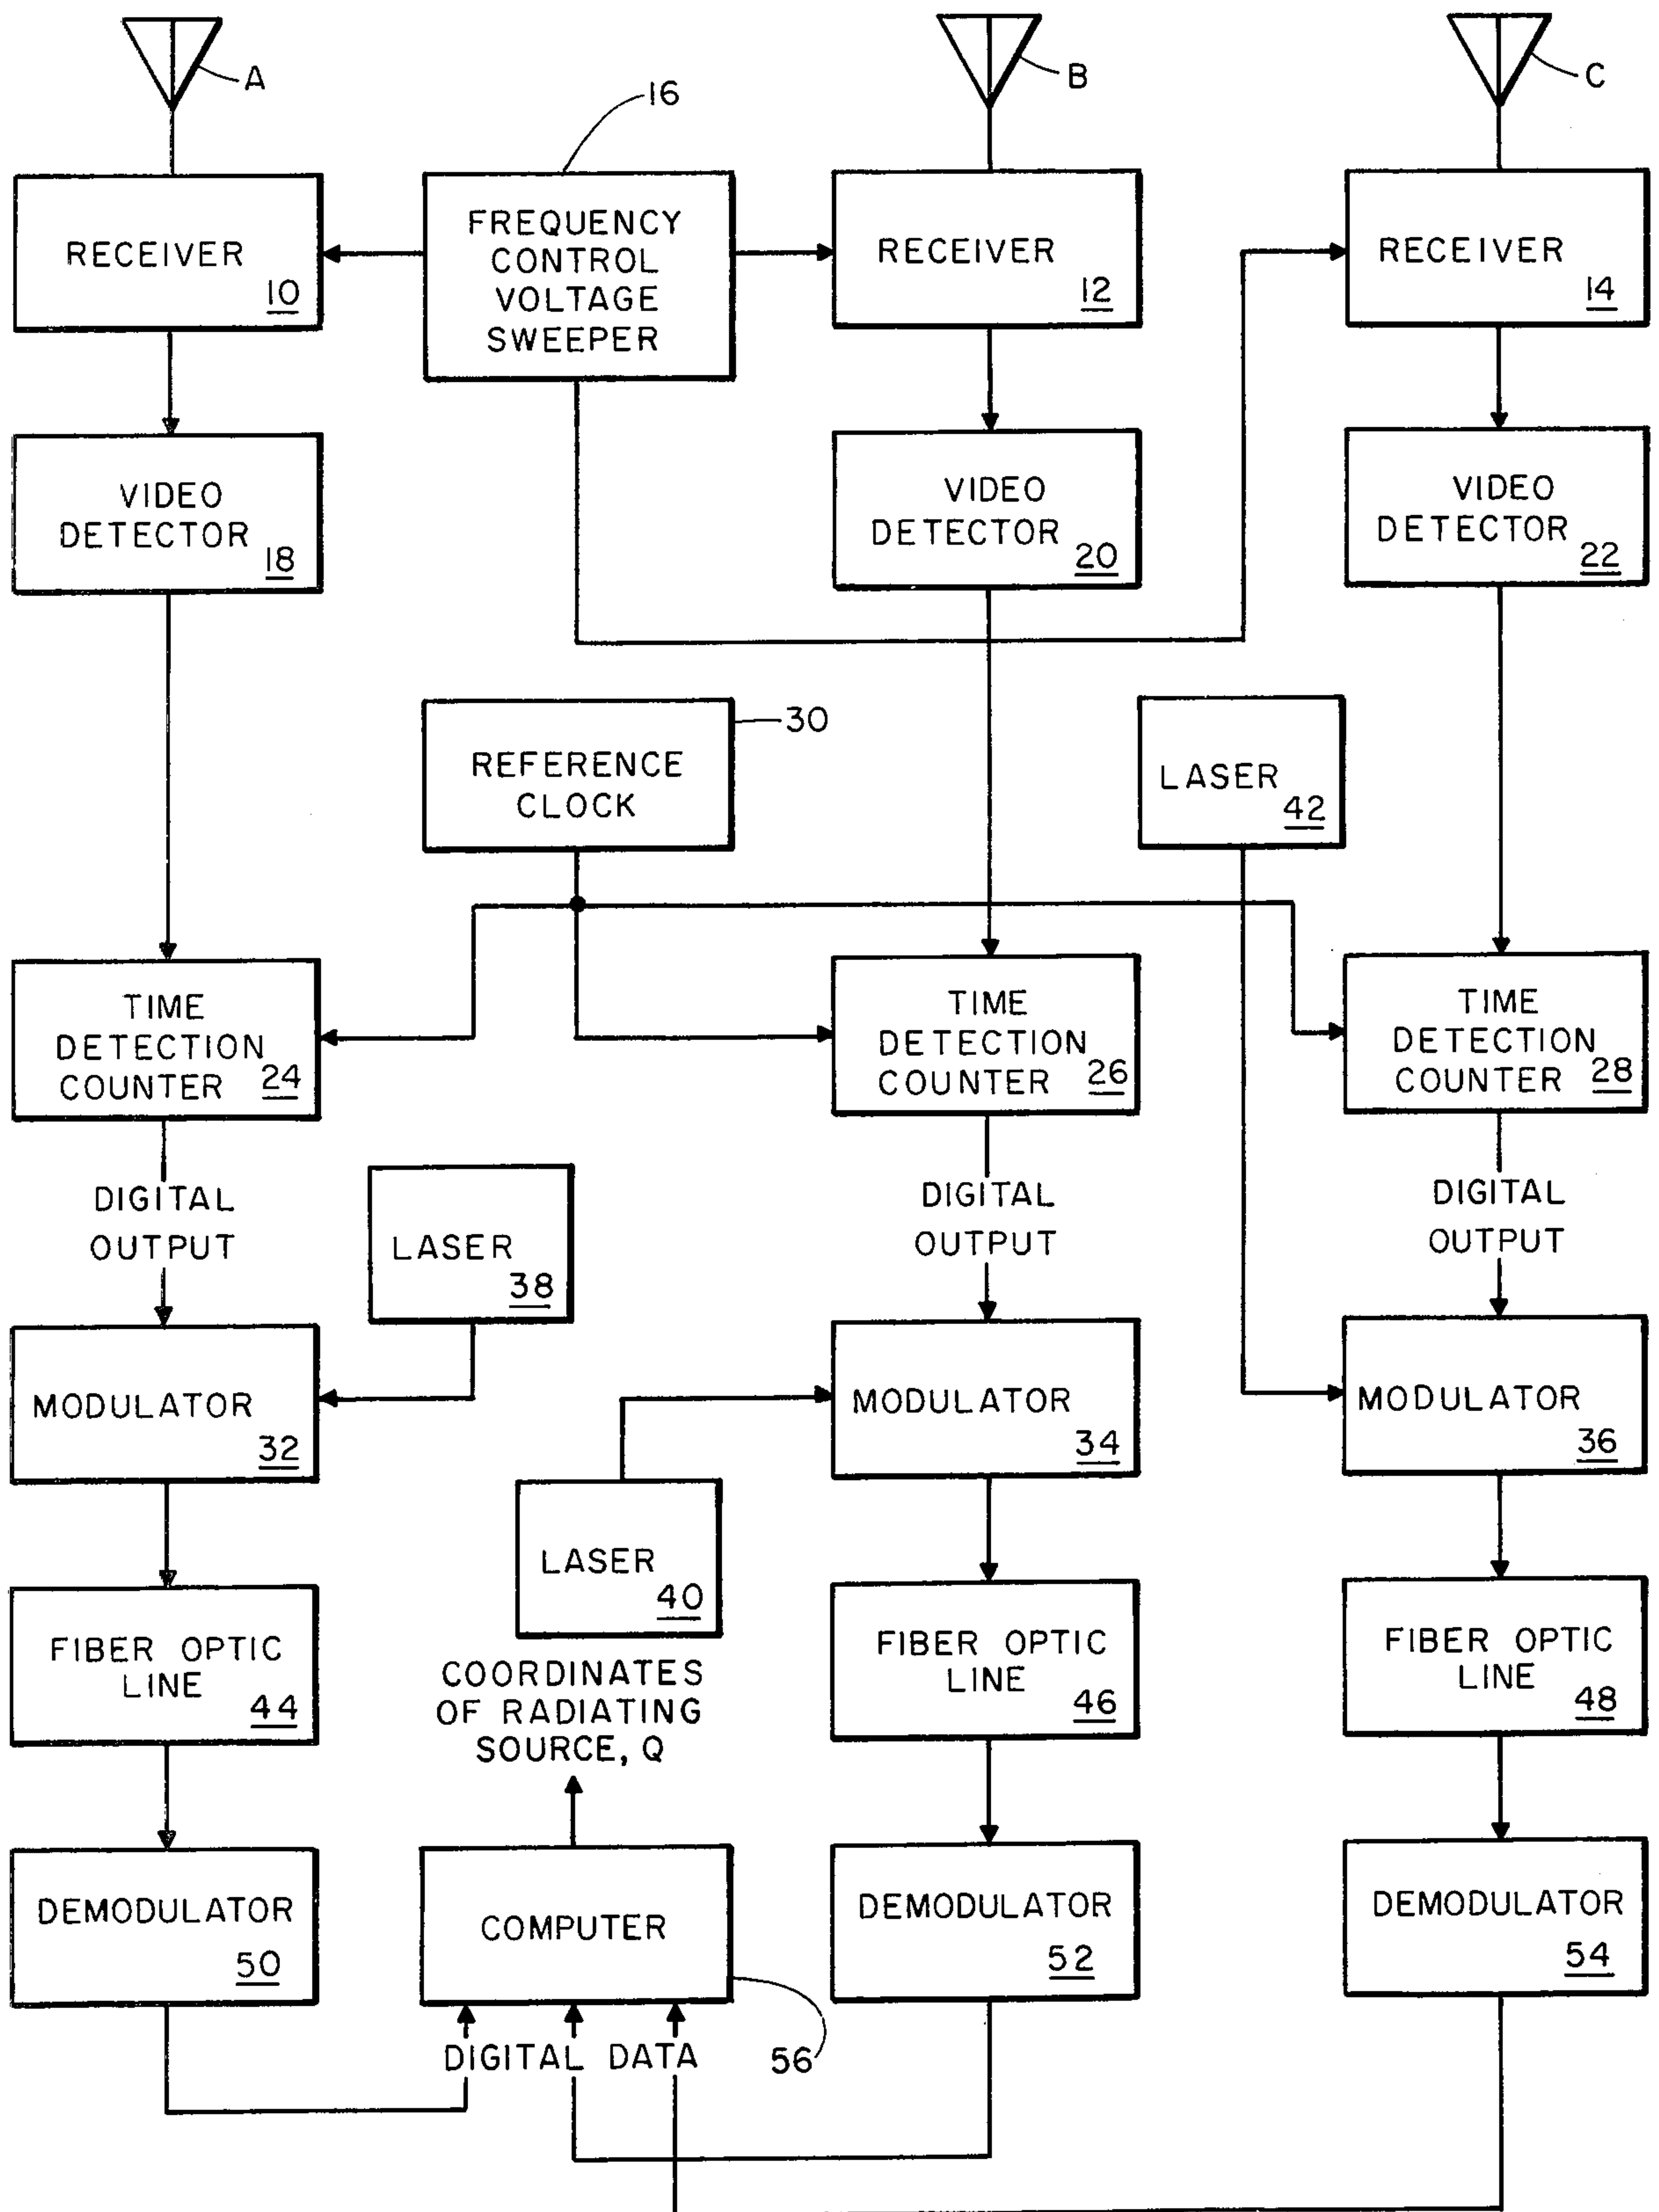 A
B
C
16
RECEIVER
10
FREQUENCY
CONTROL
VOLTAGE
SWEEPER
RECEIVER
12
RECEIVER
14
VIDEO
DETECTOR
18
VIDEO
DETECTOR
20
VIDEO
DETECTOR
22
REFERENCE
CLOCK
30
LASER
42
TIME
DETECTION
COUNTER 24
TIME
DETECTION
COUNTER 26
TIME
DETECTION
COUNTER 28
DIGITAL
OUTPUT
LASER
38
DIGITAL
OUTPUT
DIGITAL
OUTPUT
MODULATOR
32
MODULATOR
34
MODULATOR
36
LASER
40
FIBER OPTIC
LINE
44
COORDINATES
OF RADIATING
SOURCE, Q
FIBER OPTIC
LINE
46
FIBER OPTIC
LINE
48
DEMODULATOR
50
COMPUTER
56
DEMODULATOR
52
DEMODULATOR
54
DIGITAL DATA